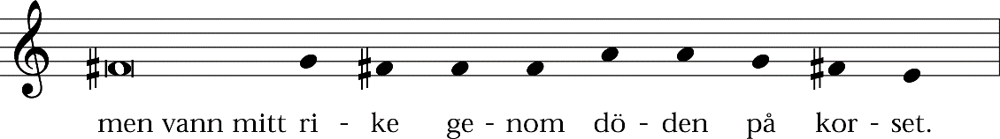 men vann mitt ri - ke ge - nom dö - den på kor - set.